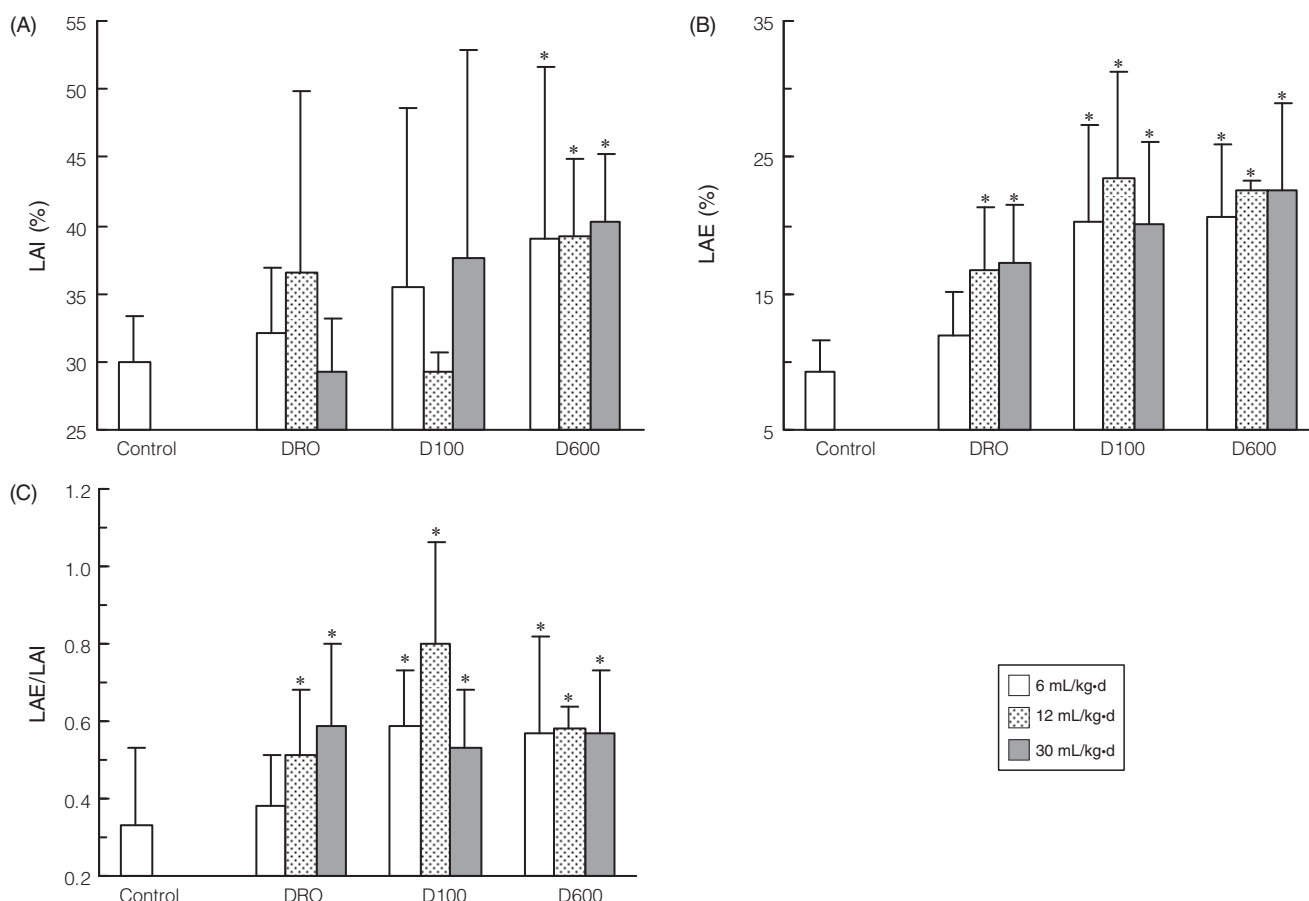 (A)
55
50
45
40
35
30
25
LAI (%)
*
*
*
Control
DRO
D100
D600
(B)
35
25
15
5
LAE (%)
*
*
*
*
*
*
*
*
Control
DRO
D100
D600
(C)
1.2
1.0
0.8
0.6
0.4
0.2
LAE/LAI
*
*
*
*
*
*
*
*
Control
DRO
D100
D600
6 mL/kg•d
12 mL/kg•d
30 mL/kg•d